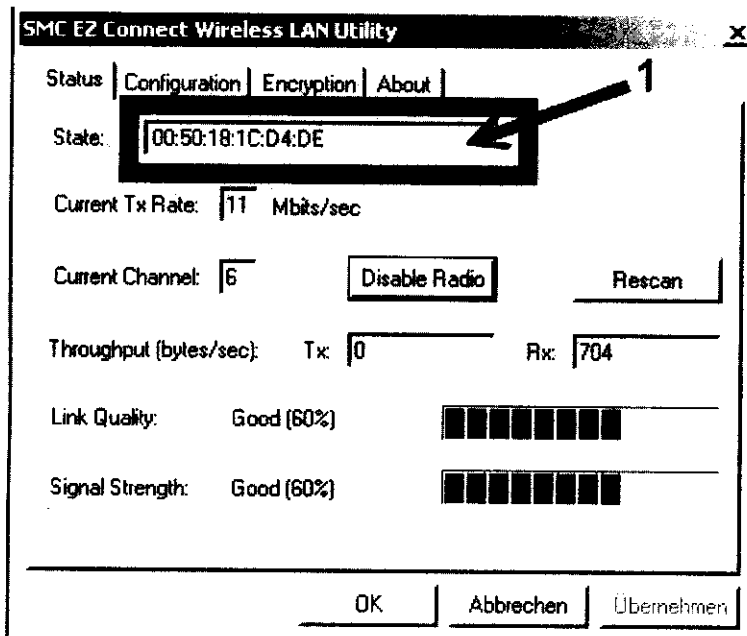 SMC EZ Connect Wireless LAN Utility x
Status Configuration Encryption About 1
State: 00:50:18:1C:D4:DE
Current Tx Rate: 11 Mbits/sec
Current Channel: 6 Disable Radio Rescan
Throughput (bytes/sec): Tx: 0 Rx: 704
Link Quality: Good (60%)
Signal Strength: Good (60%)
OK Abbrechen Übernehmen